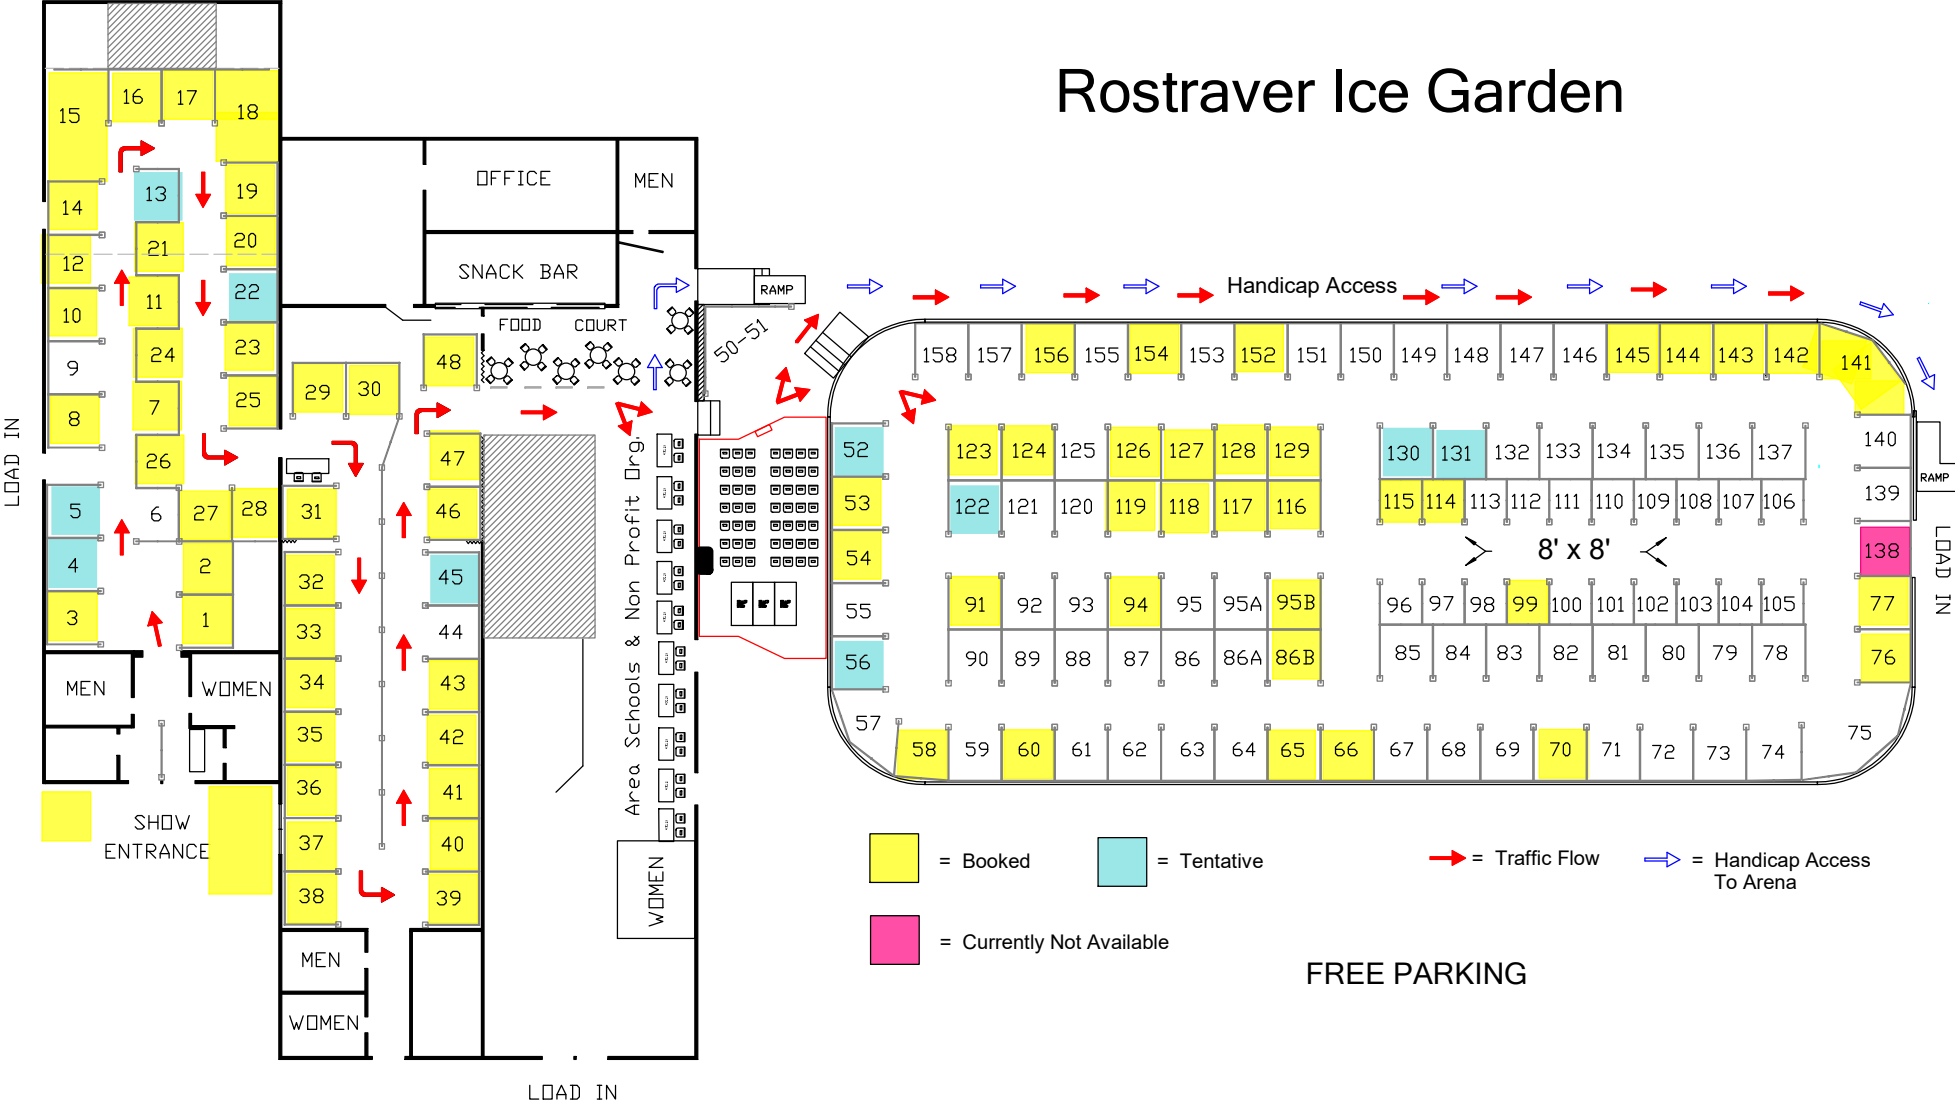 Rostraver Ice Garden
16
17
15
18
13
19
14
21
20
12
22
11
10
24
23
9
7
25
8
26
5
6
27
28
4
2
3
1
MEN
WOMEN
SHOW
ENTRANCE
LOAD IN
OFFICE
MEN
SNACK BAR
FOOD COURT
RAMP
50-51
48
29
30
47
31
46
32
45
33
44
34
43
35
42
36
41
37
40
38
39
MEN
WOMEN
Area Schools & Non Profit Org.
WOMEN
LOAD IN
Handicap Access
158 157 156 155 154 153 152 151 150 149 148 147 146 145 144 143 142 141
52
123 124 125 126 127 128 129
130 131 132 133 134 135 136 137
140
RAMP
53
122 121 120 119 118 117 116
115 114 113 112 111 110 109 108 107 106
139
54
8' x 8'
138
LOAD IN
55
91 92 93 94 95 95A 95B
96 97 98 99 100 101 102 103 104 105
77
56
90 89 88 87 86 86A 86B
85 84 83 82 81 80 79 78
76
57
58 59 60 61 62 63 64 65 66 67 68 69 70 71 72 73 74 75
= Booked
= Tentative
= Traffic Flow
= Handicap Access
To Arena
= Currently Not Available
FREE PARKING